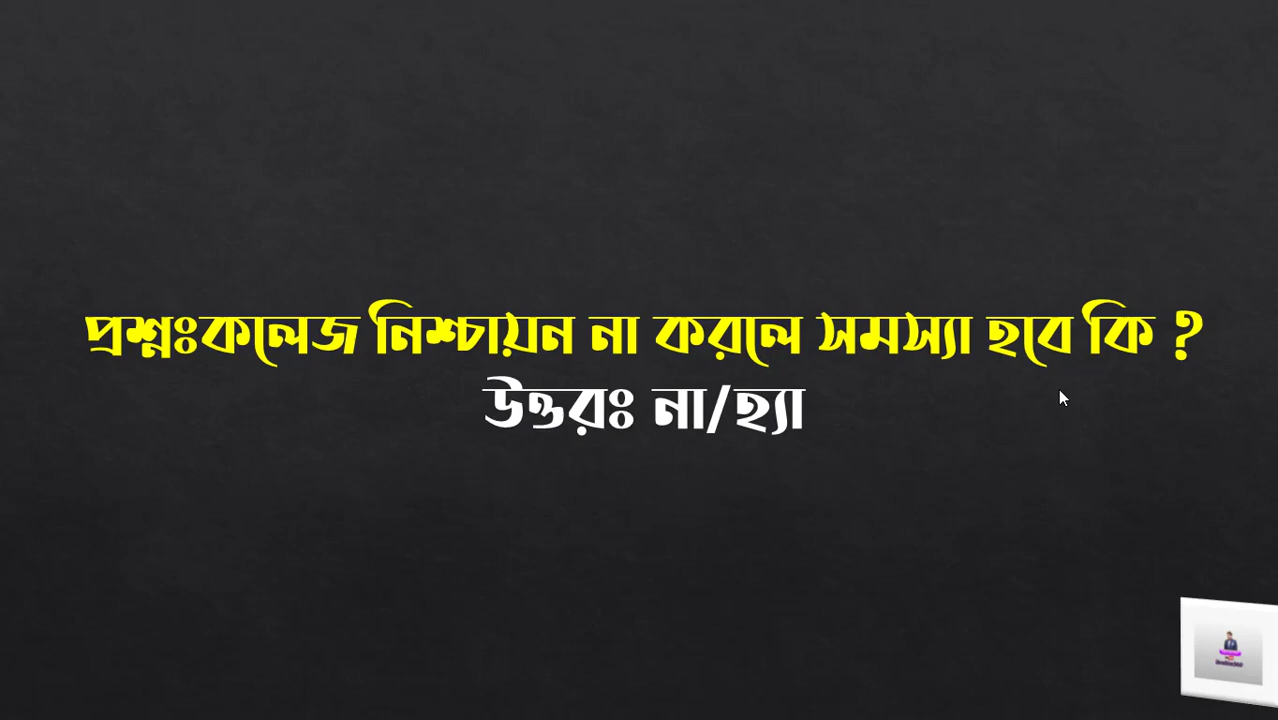 প্রশ্নঃকলেজ নিশ্চায়ন না করলে সমস্যা হবে কি ?
উত্তরঃ না/হ্যা